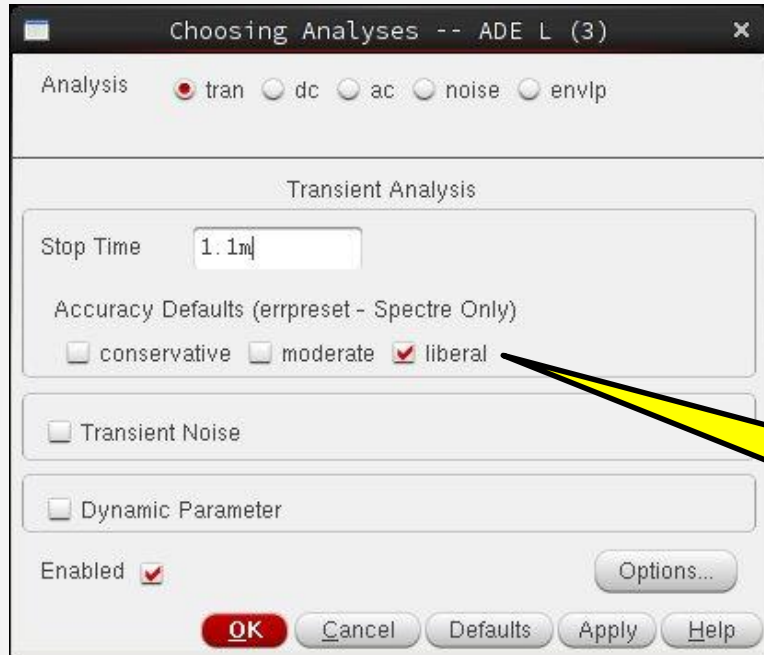 Choosing Analyses -- ADE L (3)
Analysis tran dc ac noise envlp
Transient Analysis
Stop Time 1.1m
Accuracy Defaults (errpreset - Spectre Only)
conservative moderate liberal
Transient Noise
Dynamic Parameter
Enabled Options...
OK Cancel Defaults Apply Help